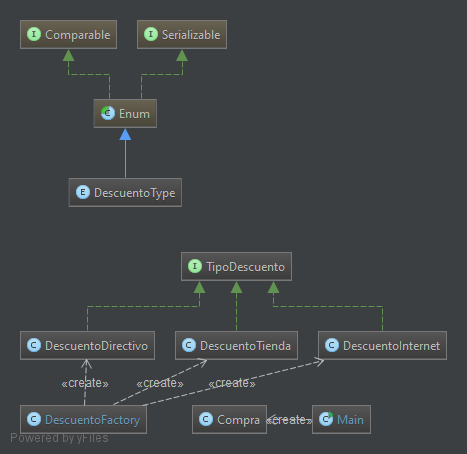 I Comparable
I Serializable
C Enum
E DescuentoType
I TipoDescuento
C DescuentoDirectivo
C DescuentoTienda
C DescuentoInternet
«create»
«create»
«create»
C DescuentoFactory
C Compra
«create»
C Main
Powered by yFiles